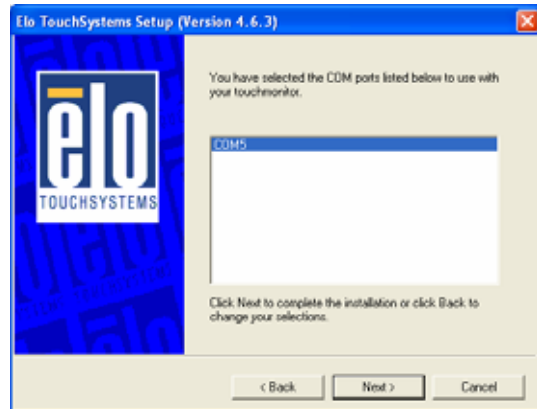 Elo TouchSystems Setup (Version 4.6.3)
You have selected the COM ports listed below to use with
your touchmonitor.
COM5
ēlo
TOUCHSYSTEMS
Click Next to complete the installation or click Back to
change your selections.
< Back
Next >
Cancel